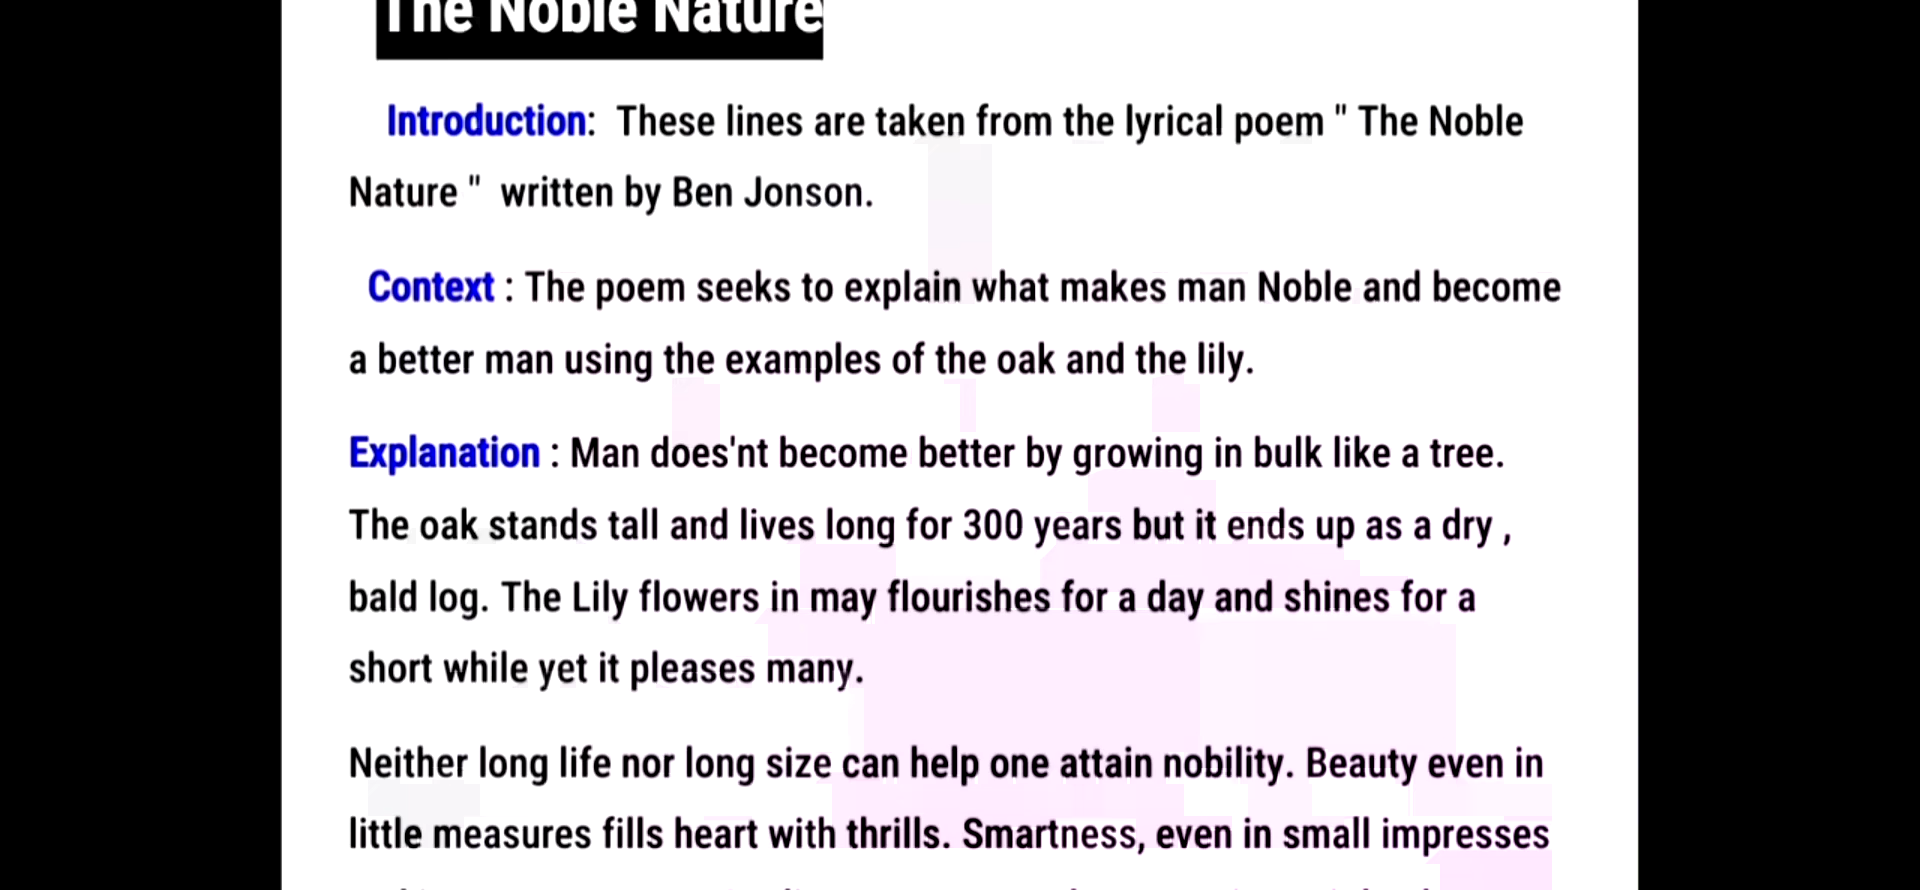 The Noble Nature
Introduction:  These lines are taken from the lyrical poem " The Noble
Nature "  written by Ben Jonson.
Context : The poem seeks to explain what makes man Noble and become
a better man using the examples of the oak and the lily.
Explanation : Man does'nt become better by growing in bulk like a tree.
The oak stands tall and lives long for 300 years but it ends up as a dry ,
bald log. The Lily flowers in may flourishes for a day and shines for a
short while yet it pleases many.
Neither long life nor long size can help one attain nobility. Beauty even in
little measures fills heart with thrills. Smartness, even in small impresses